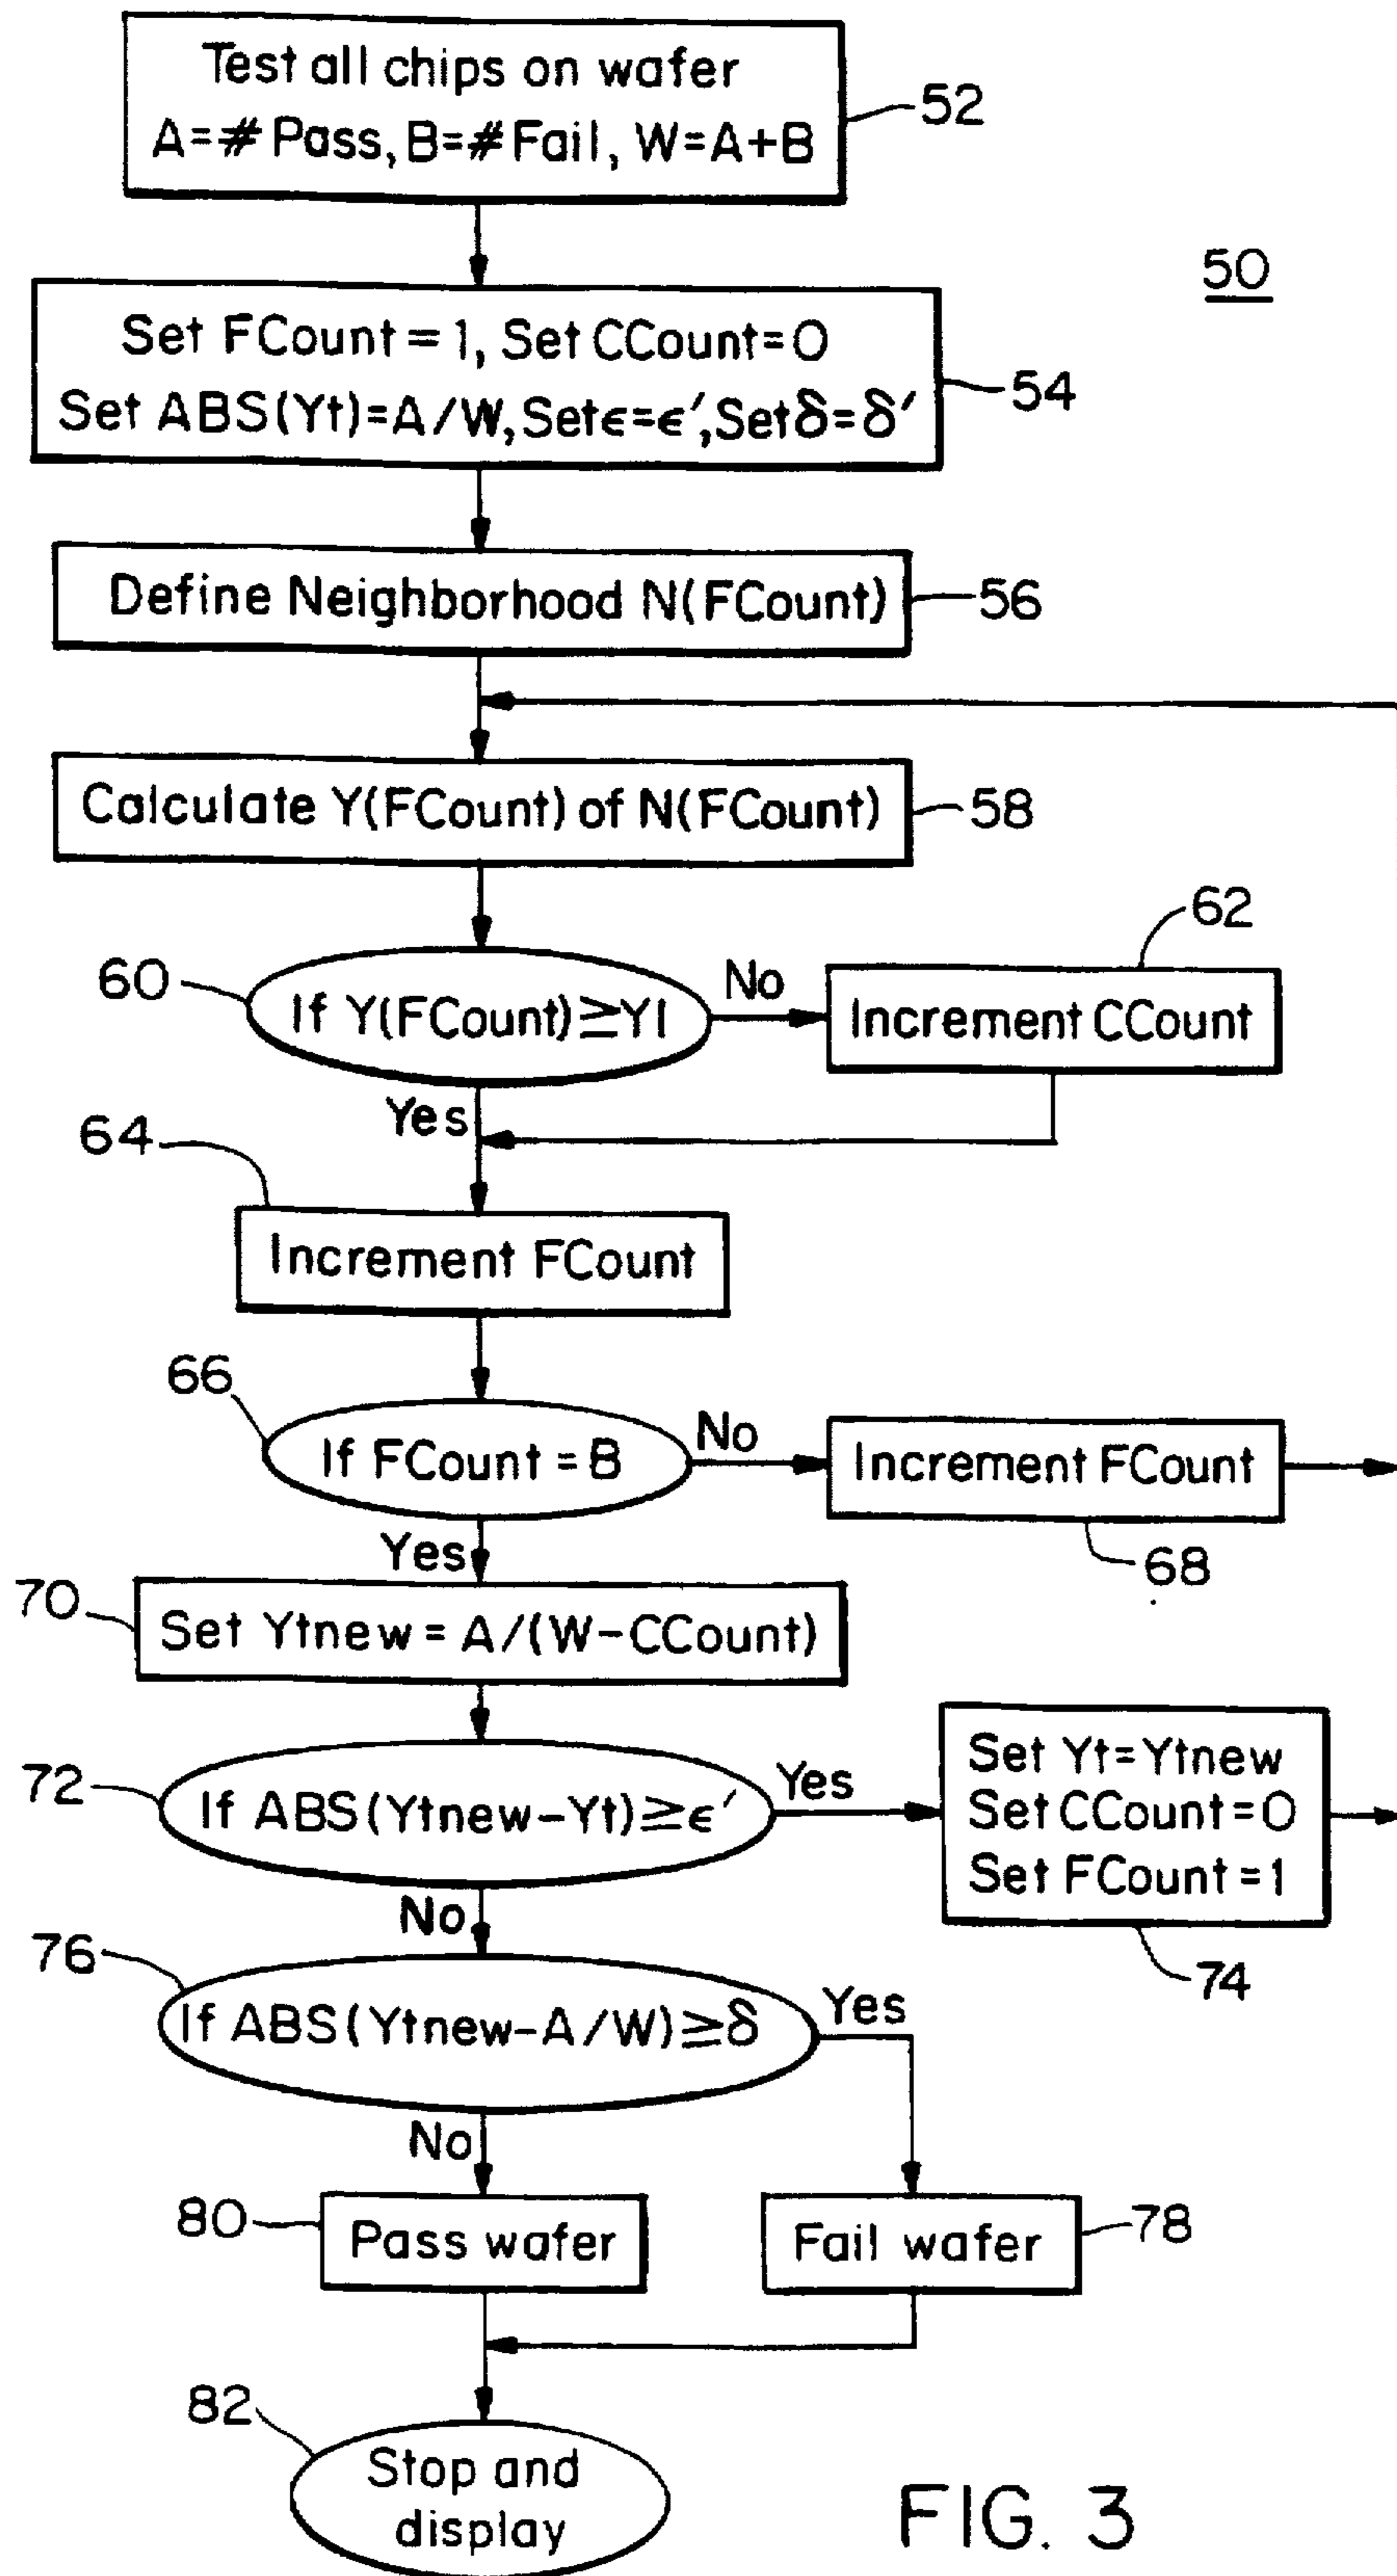 Test all chips on wafer
A=# Pass, B=# Fail, W=A+B
52
50
Set FCount = 1, Set CCount=0
Set ABS(Yt)=A/W, Set ϵ=ϵ′, Set δ=δ′
54
Define Neighborhood N(FCount)
56
Calculate Y(FCount) of N(FCount)
58
62
60
If Y(FCount)≧Yl
No
Increment CCount
Yes
64
Increment FCount
66
If FCount = B
No
Increment FCount
Yes
68
70
Set Ytnew = A/(W-CCount)
72
If ABS(Ytnew-Yt)≧ϵ′
Yes
Set Yt=Ytnew
Set CCount=0
Set FCount=1
No
74
76
If ABS(Ytnew-A/W)≧δ
Yes
No
80
Pass wafer
Fail wafer
78
82
Stop and
display
FIG. 3